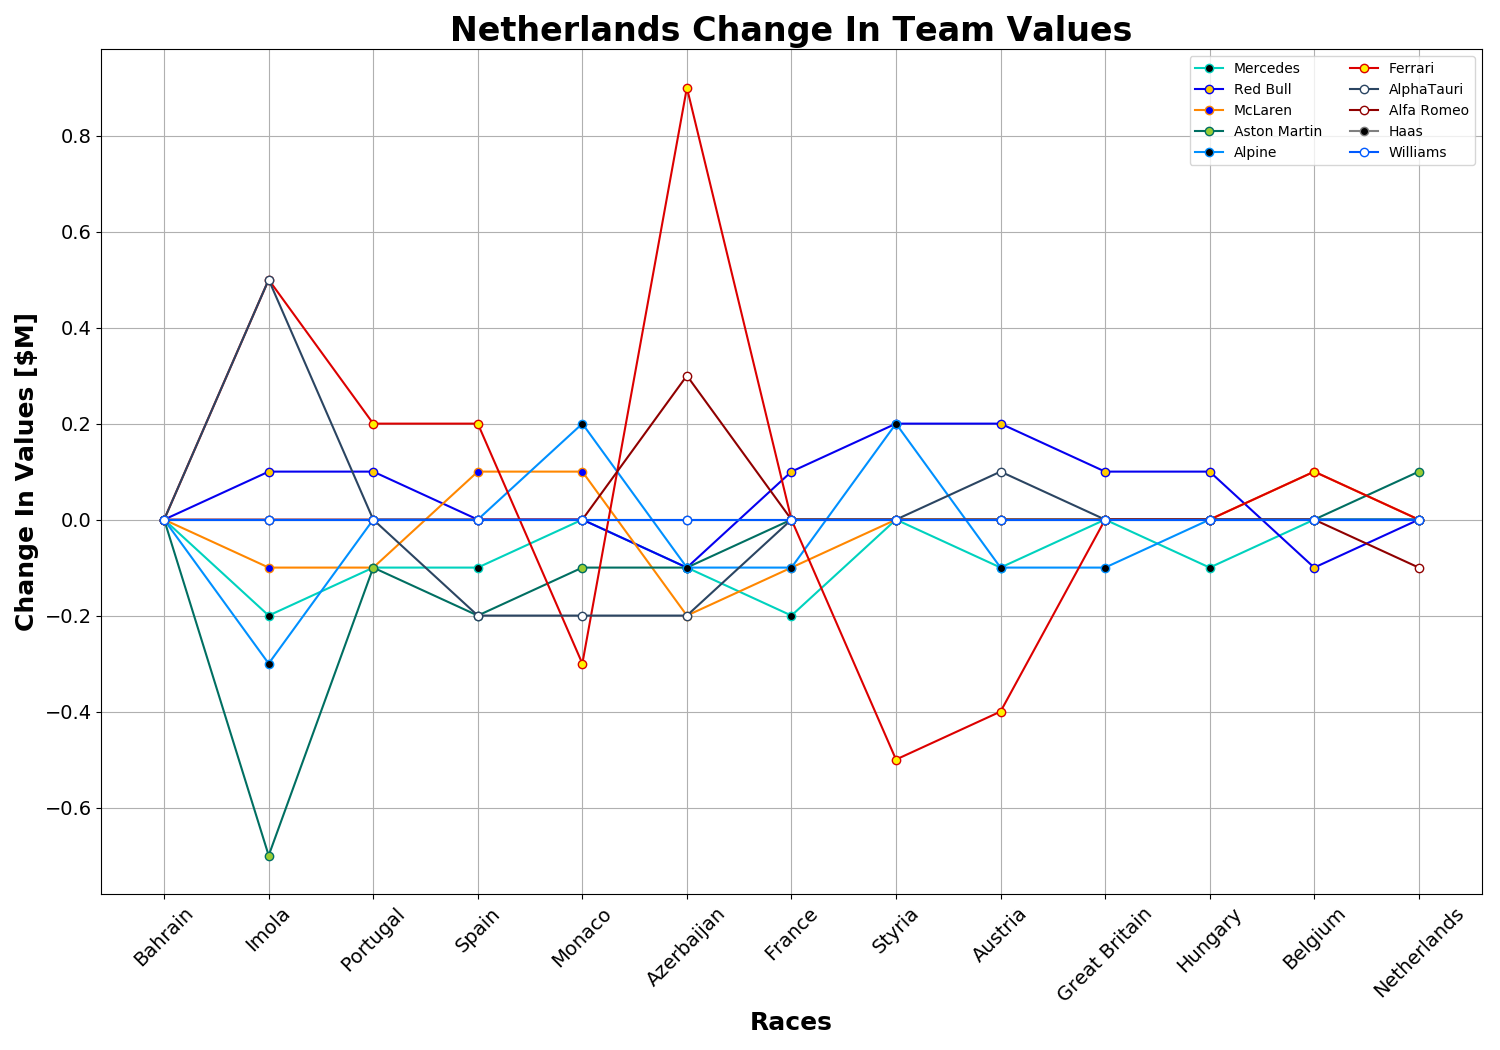 Netherlands Change In Team Values
Mercedes
Red Bull
McLaren
Aston Martin
Alpine
Ferrari
AlphaTauri
Alfa Romeo
Haas
Williams
Change In Values [$M]
0.8
0.6
0.4
0.2
0.0
−0.2
−0.4
−0.6
Bahrain
Imola
Portugal
Spain
Monaco
Azerbaijan
France
Styria
Austria
Great Britain
Hungary
Belgium
Netherlands
Races